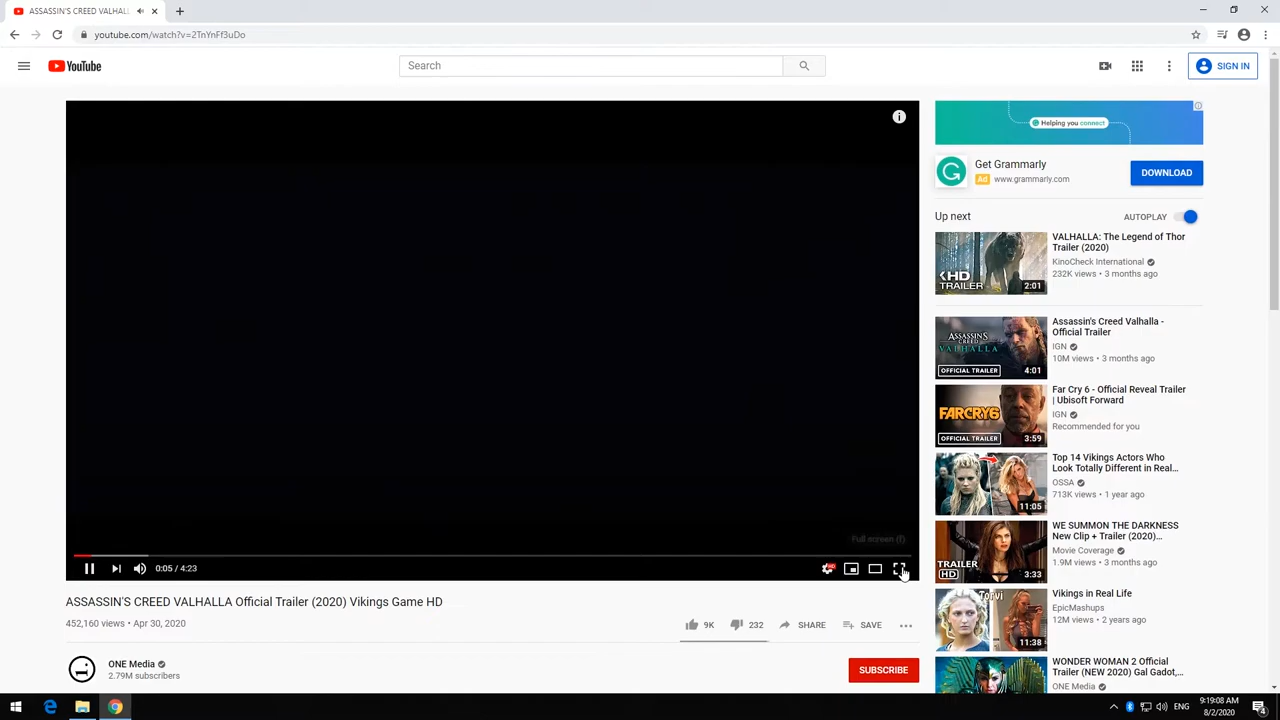 ASSASSIN'S CREED VALHALL
youtube.com/watch?v=2TnYnFf3uDo
YouTube
Search
SIGN IN
Helping you connect
Get Grammarly
Ad www.grammarly.com
DOWNLOAD
Up next
AUTOPLAY
VALHALLA: The Legend of Thor
Trailer (2020)
KinoCheck International
232K views • 3 months ago
HD
TRAILER
2:01
Assassin's Creed Valhalla -
Official Trailer
IGN
10M views • 3 months ago
ASSASSINS
CREED
VALHALLA
OFFICIAL TRAILER
4:01
Far Cry 6 - Official Reveal Trailer
| Ubisoft Forward
IGN
Recommended for you
FARCRY6
OFFICIAL TRAILER
3:59
Top 14 Vikings Actors Who
Look Totally Different in Real...
OSSA
713K views • 1 year ago
11:05
WE SUMMON THE DARKNESS
New Clip + Trailer (2020)...
Movie Coverage
1.9M views • 3 months ago
TRAILER
HD
3:33
Vikings in Real Life
EpicMashups
12M views • 2 years ago
Torvi
11:38
WONDER WOMAN 2 Official
Trailer (NEW 2020) Gal Gadot,...
ONE Media
Full screen (f)
0:05 / 4:23
ASSASSIN'S CREED VALHALLA Official Trailer (2020) Vikings Game HD
452,160 views • Apr 30, 2020
9K
232
SHARE
SAVE
ONE Media
2.79M subscribers
SUBSCRIBE
ENG
9:19:08 AM
8/2/2020
4